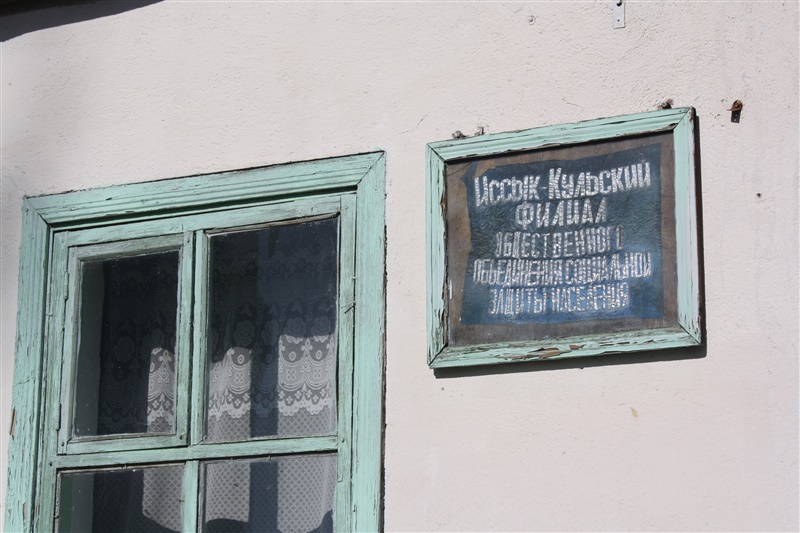 Иссык-Кульский
филиал
общественного
объединения социальной
защиты населения